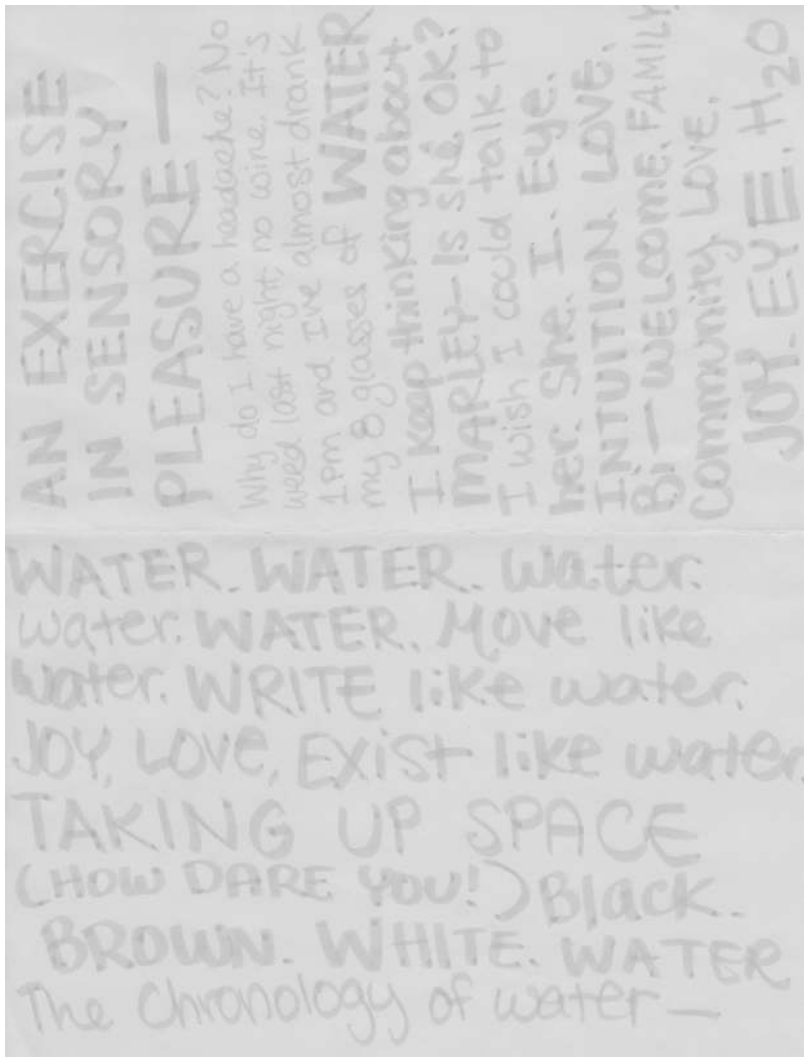 AN EXERCISE
IN SENSORY
PLEASURE —
Why do I have a headache? No
weed last night, no wine. It's
1pm and I've almost drank
my 8 glasses of WATER
I keep thinking about
MARLEY — Is she OK?
I wish I could talk to
her. She. I. Eye.
INTUITION. LOVE.
Bi — WELCOME. FAMILY
Community. LOVE.
JOY. EYE. H2O
WATER. WATER. Water.
water. WATER. Move like
Water. WRITE like water.
JOY, LOVE, EXiST like water.
TAKING UP SPACE
(HOW DARE YOU!) Black.
BROWN. WHITE. WATER
The Chronology of water —